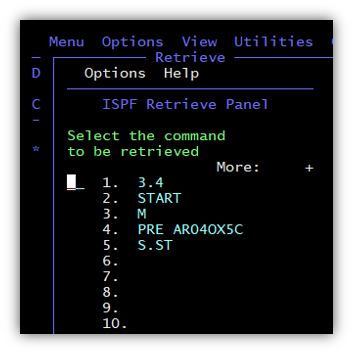 Menu Options View Utilities
Retrieve
D
Options Help
C
ISPF Retrieve Panel
Select the command
to be retrieved
*
More: +
1. 3.4
2. START
3. M
4. PRE ARO4OX5C
5. S.ST
6.
7.
8.
9.
10.